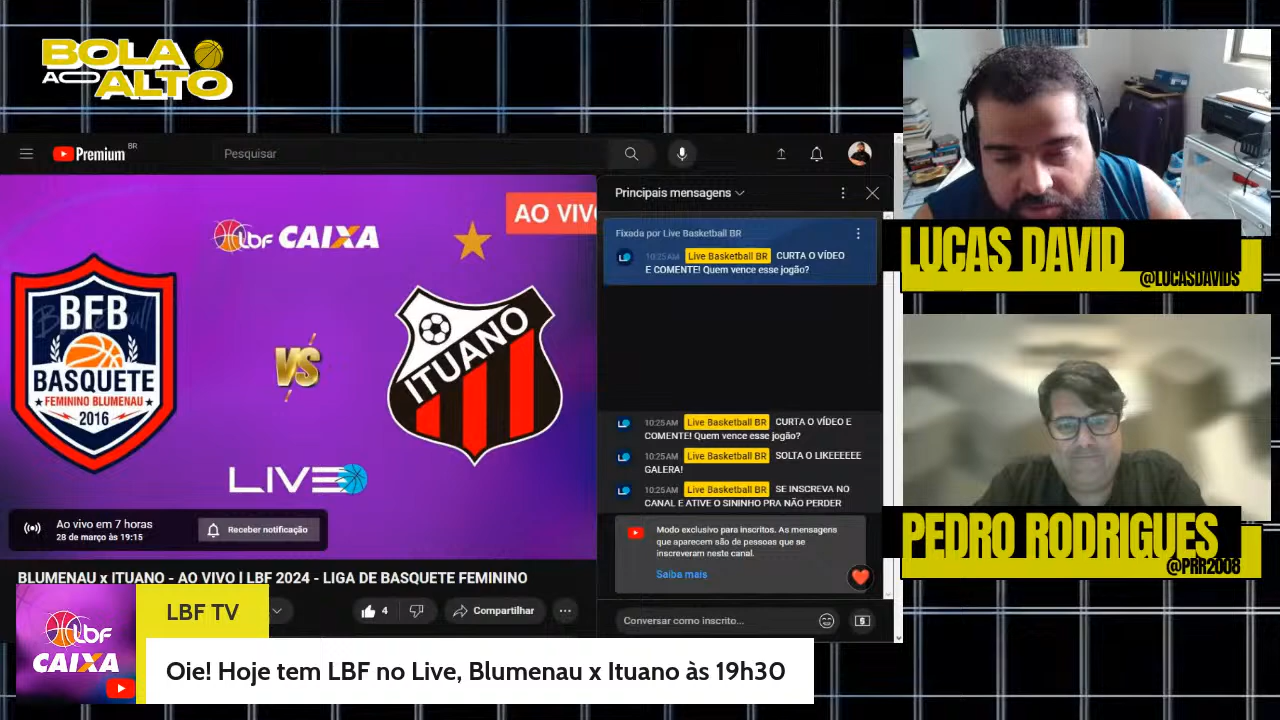 BOLA
AO
ALTO
Premium BR
Pesquisar
Principais mensagens
AO VIV
lbf CAIXA
Fixada por Live Basketball BR
10:25 AM Live Basketball BR CURTA O VÍDEO
E COMENTE! Quem vence esse jogão?
BFB
BASQUETE
FEMININO BLUMENAU
2016
VS
ITUANO
LIVE
10:25 AM Live Basketball BR CURTA O VÍDEO E
COMENTE! Quem vence esse jogão?
10:25 AM Live Basketball BR SOLTA O LIKEEEEEE
GALERA!
10:25 AM Live Basketball BR SE INSCREVA NO
CANAL E ATIVE O SININHO PRA NÃO PERDER
Ao vivo em 7 horas
28 de março às 19:15
Receber notificação
Modo exclusivo para inscritos. As mensagens
que aparecem são de pessoas que se
inscreveram neste canal.
Saiba mais
BLUMENAU x ITUANO - AO VIVO | LBF 2024 - LIGA DE BASQUETE FEMININO
4
Compartilhar
Conversar como inscrito...
LUCAS DAVID
@LUCASDAVIDS
PEDRO RODRIGUES
@PRR2008
lbf
CAIXA
LBF TV
Oie! Hoje tem LBF no Live, Blumenau x Ituano às 19h30